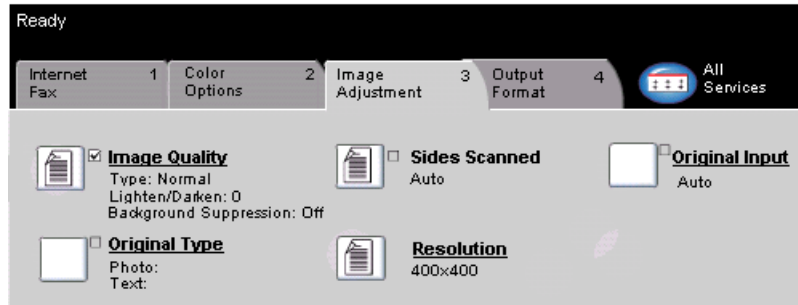 Ready
Internet Fax 1
Color Options 2
Image Adjustment 3
Output Format 4
All Services
Image Quality
Type: Normal
Lighten/Darken: 0
Background Suppression: Off
Sides Scanned
Auto
Original Input
Auto
Original Type
Photo:
Text:
Resolution
400x400